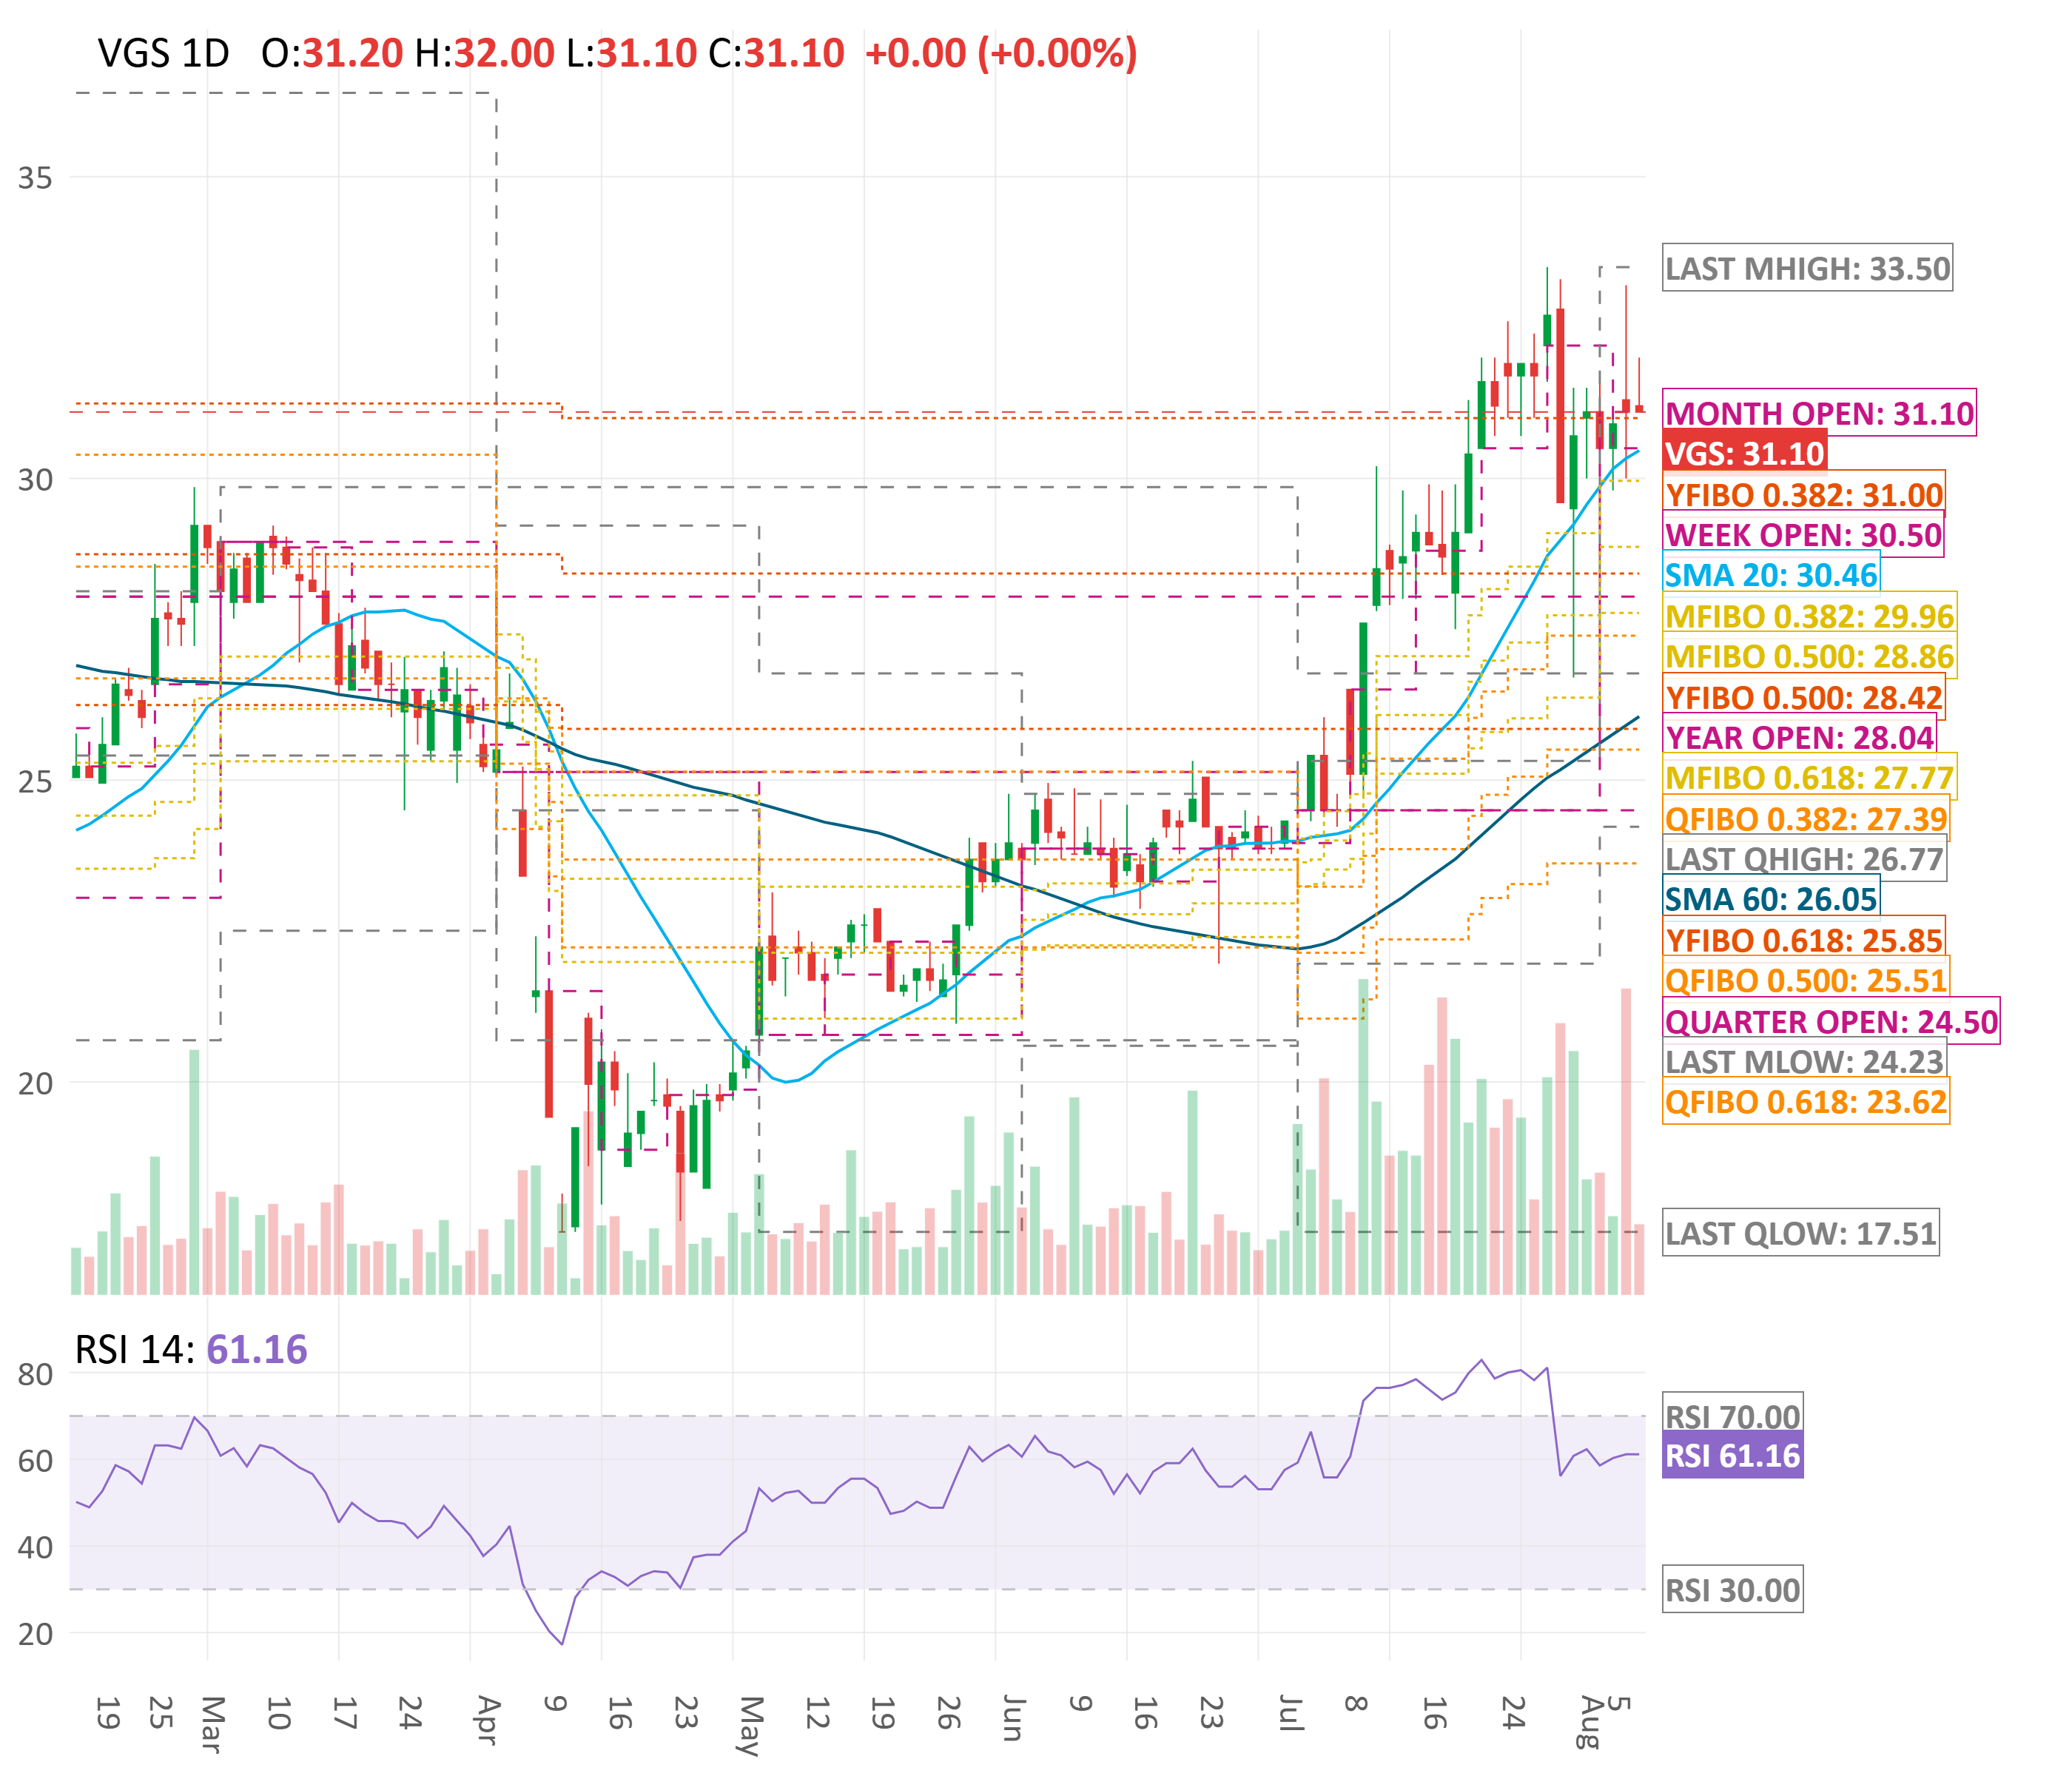 VGS 1D O:31.20 H:32.00 L:31.10 C:31.10 +0.00 (+0.00%)
35
30
25
20
LAST MHIGH: 33.50
MONTH OPEN: 31.10
VGS: 31.10
YFIBO 0.382: 31.00
WEEK OPEN: 30.50
SMA 20: 30.46
MFIBO 0.382: 29.96
MFIBO 0.500: 28.86
YFIBO 0.500: 28.42
YEAR OPEN: 28.04
MFIBO 0.618: 27.77
QFIBO 0.382: 27.39
LAST QHIGH: 26.77
SMA 60: 26.05
YFIBO 0.618: 25.85
QFIBO 0.500: 25.51
QUARTER OPEN: 24.50
LAST MLOW: 24.23
QFIBO 0.618: 23.62
LAST QLOW: 17.51
RSI 14: 61.16
80
60
40
20
RSI 70.00
RSI 61.16
RSI 30.00
19
25
Mar
10
17
24
Apr
9
16
23
May
12
19
26
Jun
9
16
23
Jul
8
16
24
Aug
5